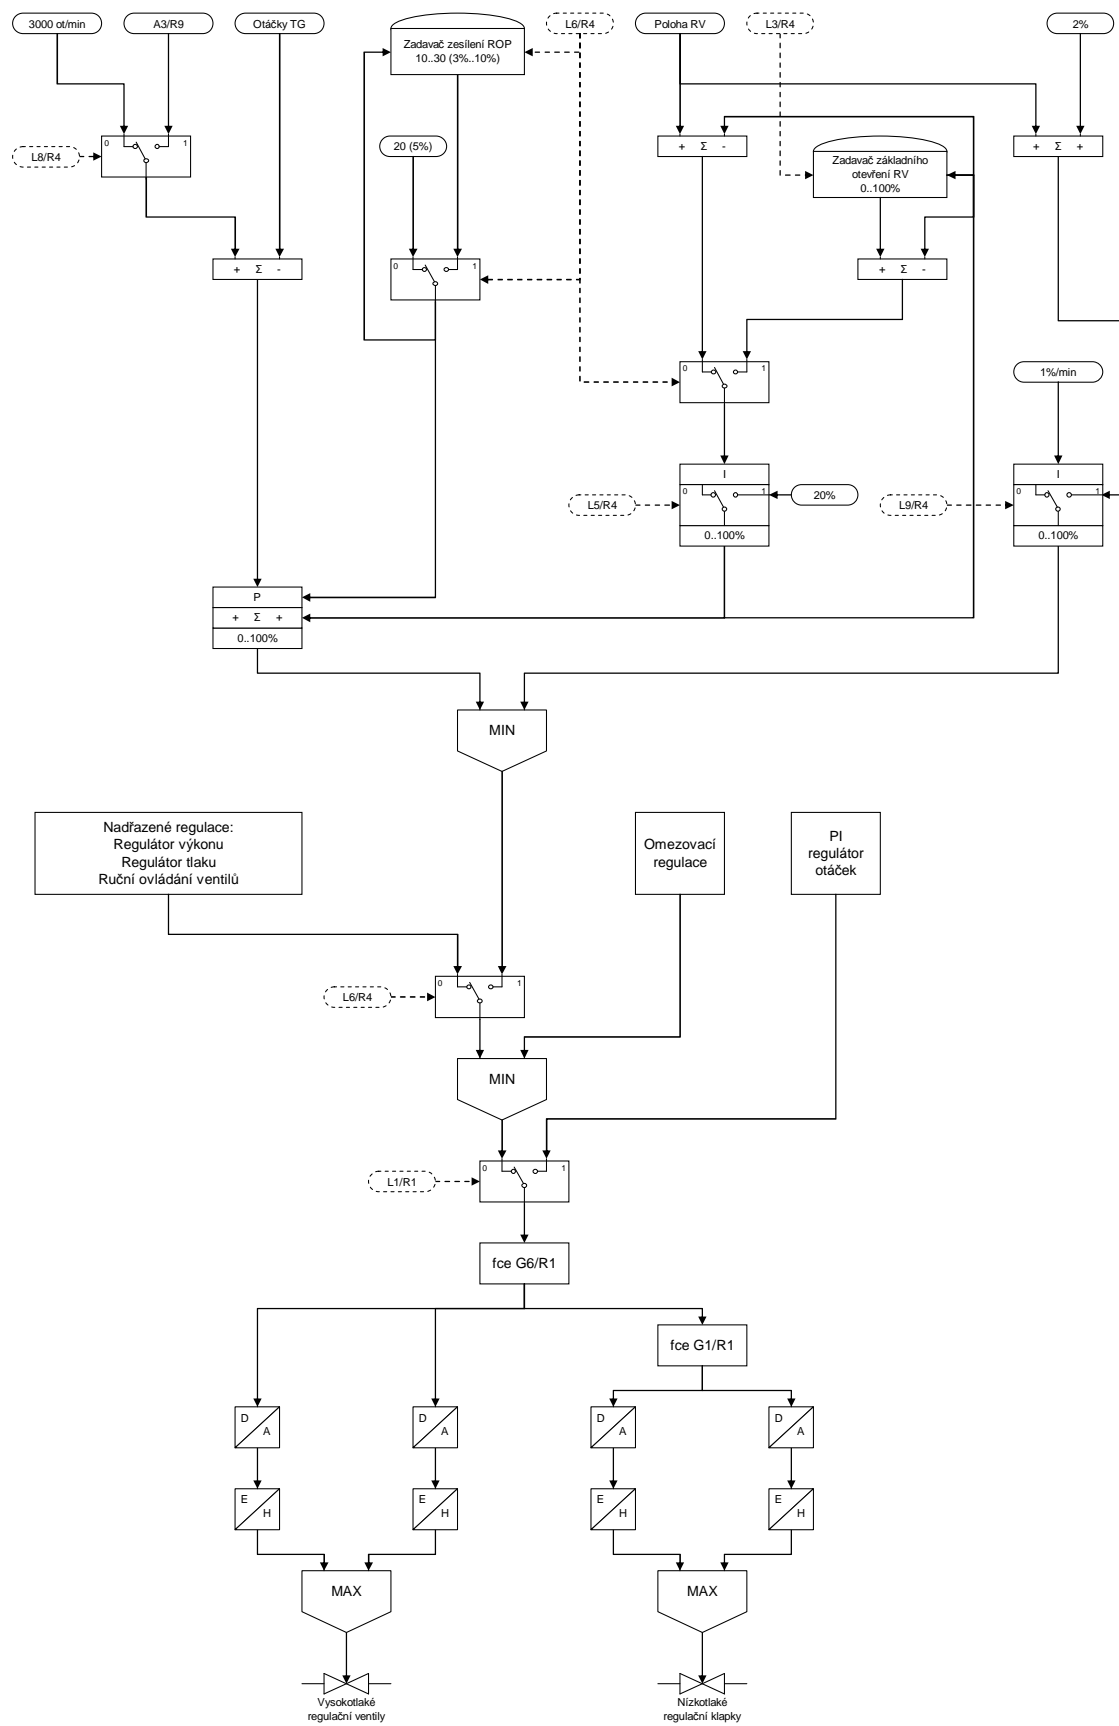 3000 ot/min
A3/R9
Otáčky TG
Zadavač zesílení ROP
10..30 (3%..10%)
L6/R4
Poloha RV
L3/R4
2%
0 1
L8/R4
20 (5%)
+ Σ -
Zadavač základního
otevření RV
0..100%
+ Σ +
+ Σ -
0 1
+ Σ -
0 1
1%/min
I
0 1
L5/R4
20%
0..100%
I
0 1
L9/R4
0..100%
P
+ Σ +
0..100%
MIN
Nadřazené regulace:
Regulátor výkonu
Regulátor tlaku
Ruční ovládání ventilů
Omezovací
regulace
PI
regulátor
otáček
0 1
L6/R4
MIN
0 1
L1/R1
fce G6/R1
fce G1/R1
D A
D A
D A
D A
E H
E H
E H
E H
MAX
MAX
Vysokotlaké
regulační ventily
Nízkotlaké
regulační klapky